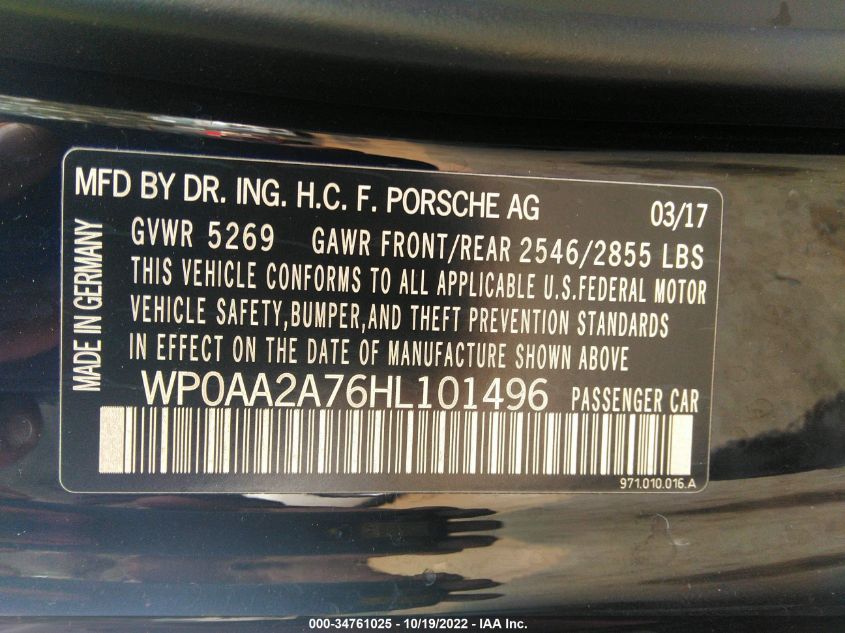 MFD BY DR. ING. H.C. F. PORSCHE AG 03/17
GVWR 5269 GAWR FRONT/REAR 2546/2855 LBS
THIS VEHICLE CONFORMS TO ALL APPLICABLE U.S.FEDERAL MOTOR
VEHICLE SAFETY,BUMPER,AND THEFT PREVENTION STANDARDS
IN EFFECT ON THE DATE OF MANUFACTURE SHOWN ABOVE
WP0AA2A76HL101496 PASSENGER CAR
971.010.016.A
MADE IN GERMANY
000-34761025 - 10/19/2022 - IAA Inc.